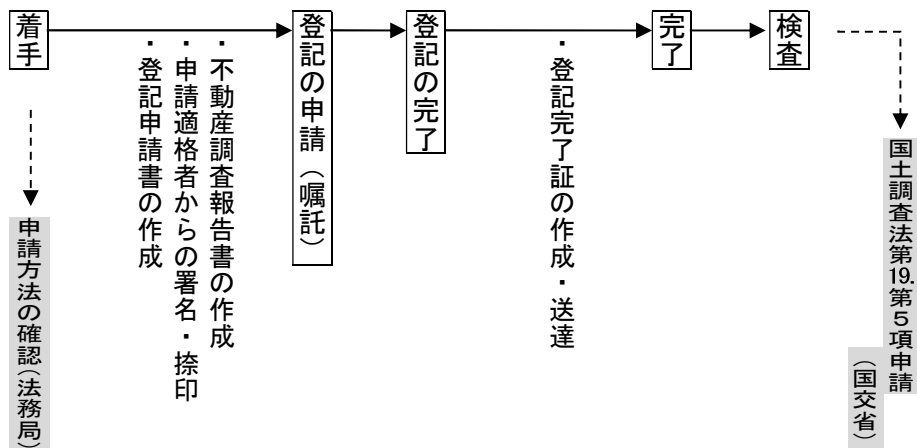 着手
・不動産調査報告書の作成
・申請適格者からの署名・捺印
・登記申請書の作成
登記の申請（嘱託）
登記の完了
・登記完了証の作成・送達
完了
検査
国土調査法第19.第５項申請
（国交省）
申請方法の確認（法務局）